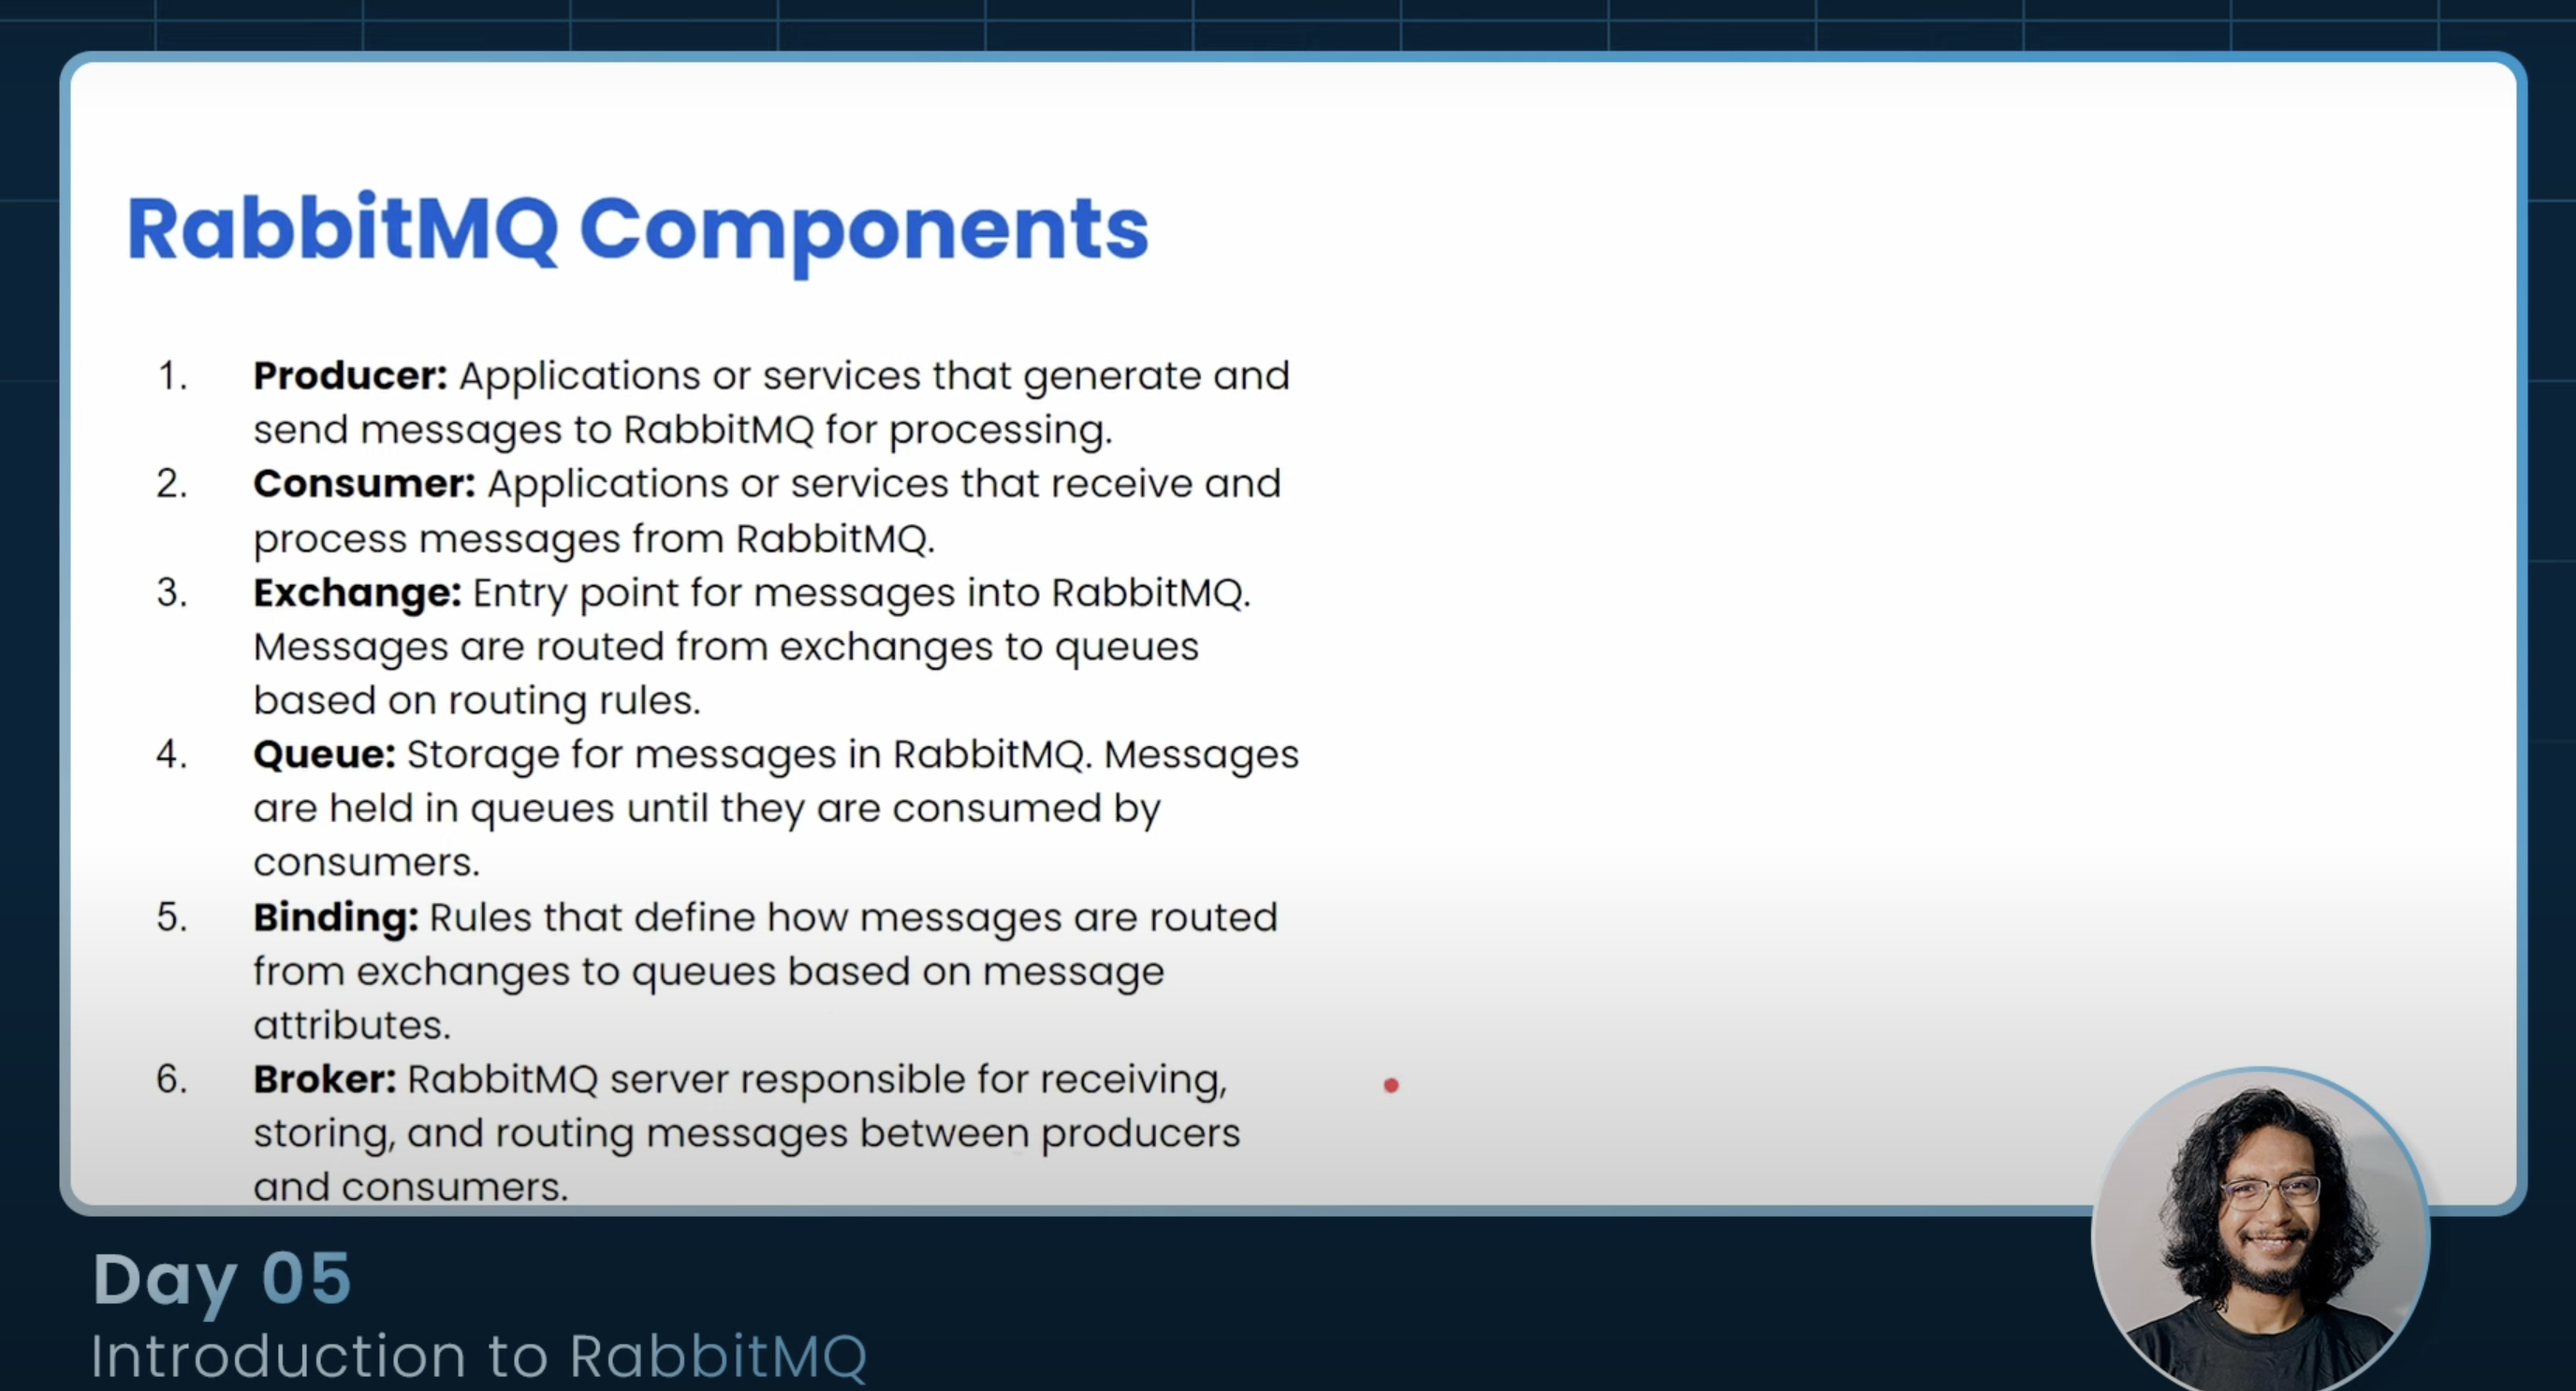 RabbitMQ Components
1. Producer: Applications or services that generate and
send messages to RabbitMQ for processing.
2. Consumer: Applications or services that receive and
process messages from RabbitMQ.
3. Exchange: Entry point for messages into RabbitMQ.
Messages are routed from exchanges to queues
based on routing rules.
4. Queue: Storage for messages in RabbitMQ. Messages
are held in queues until they are consumed by
consumers.
5. Binding: Rules that define how messages are routed
from exchanges to queues based on message
attributes.
6. Broker: RabbitMQ server responsible for receiving,
storing, and routing messages between producers
and consumers.
Day 05
Introduction to RabbitMQ